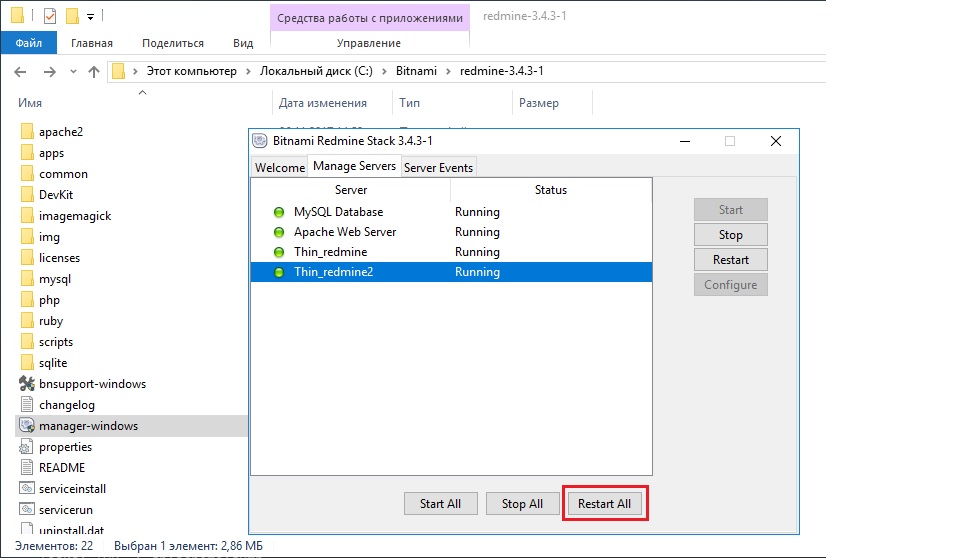 Средства работы с приложениями redmine-3.4.3-1
Файл Главная Поделиться Вид Управление
Этот компьютер Локальный диск (C:) Bitnami redmine-3.4.3-1
Имя Дата изменения Тип Размер
apache2
apps
common
DevKit
imagemagick
img
licenses
mysql
php
ruby
scripts
sqlite
bnsupport-windows
changelog
manager-windows
properties
README
serviceinstall
servicerun
uninstall.dat
Элементов: 22 Выбран 1 элемент: 2,86 МБ
Bitnami Redmine Stack 3.4.3-1
Welcome Manage Servers Server Events
Server Status
MySQL Database Running
Apache Web Server Running
Thin_redmine Running
Thin_redmine2 Running
Start
Stop
Restart
Configure
Start All Stop All Restart All